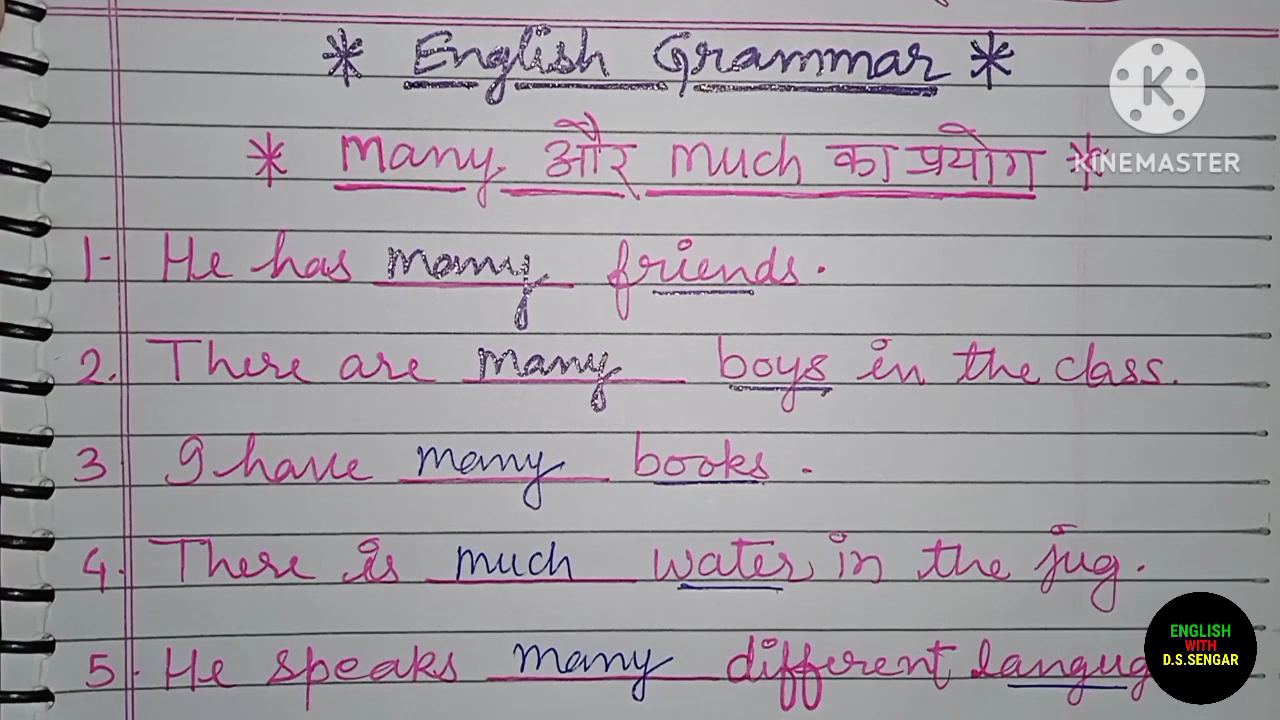 * English Grammar *
K
KINEMASTER
* Many और much का प्रयोग *
1- He has many friends.
2. There are many boys in the class.
3 I have many books.
4. There is much water in the jug.
5. He speaks many different
ENGLISH
WITH
D.S.SENGAR